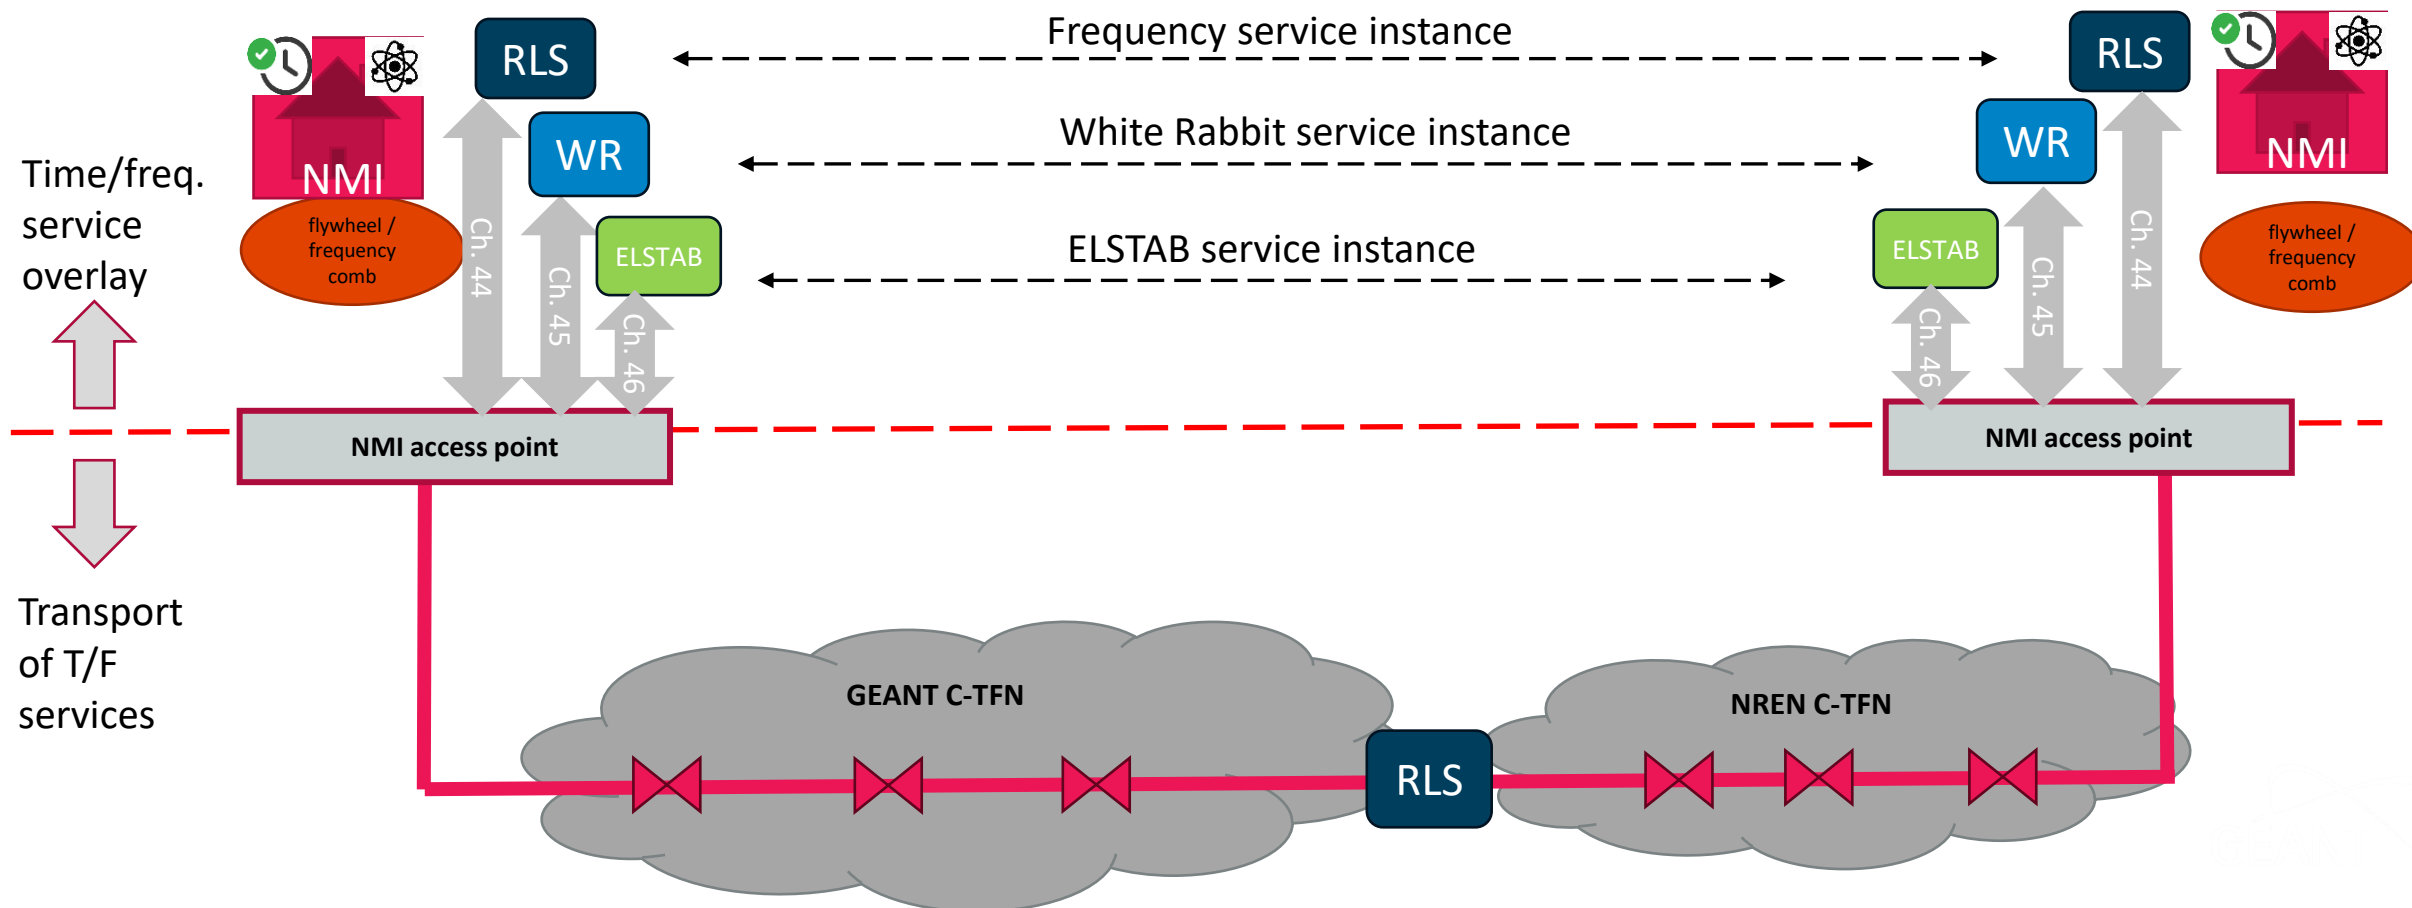 Frequency service instance
White Rabbit service instance
ELSTAB service instance
Time/freq.
service
overlay
Transport
of T/F
services
NMI
flywheel /
frequency
comb
RLS
WR
ELSTAB
Ch. 44
Ch. 45
Ch. 46
NMI access point
RLS
WR
ELSTAB
Ch. 46
Ch. 45
Ch. 44
NMI
flywheel /
frequency
comb
NMI access point
GEANT C-TFN
RLS
NREN C-TFN